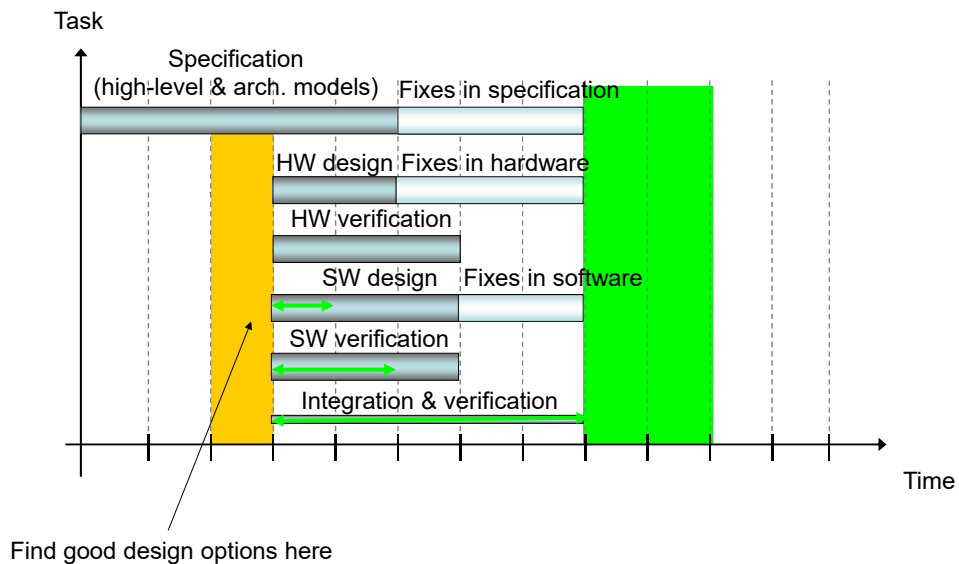 Task
Specification
(high-level & arch. models)
Fixes in specification
HW design
Fixes in hardware
HW verification
SW design
Fixes in software
SW verification
Integration & verification
Time
Find good design options here